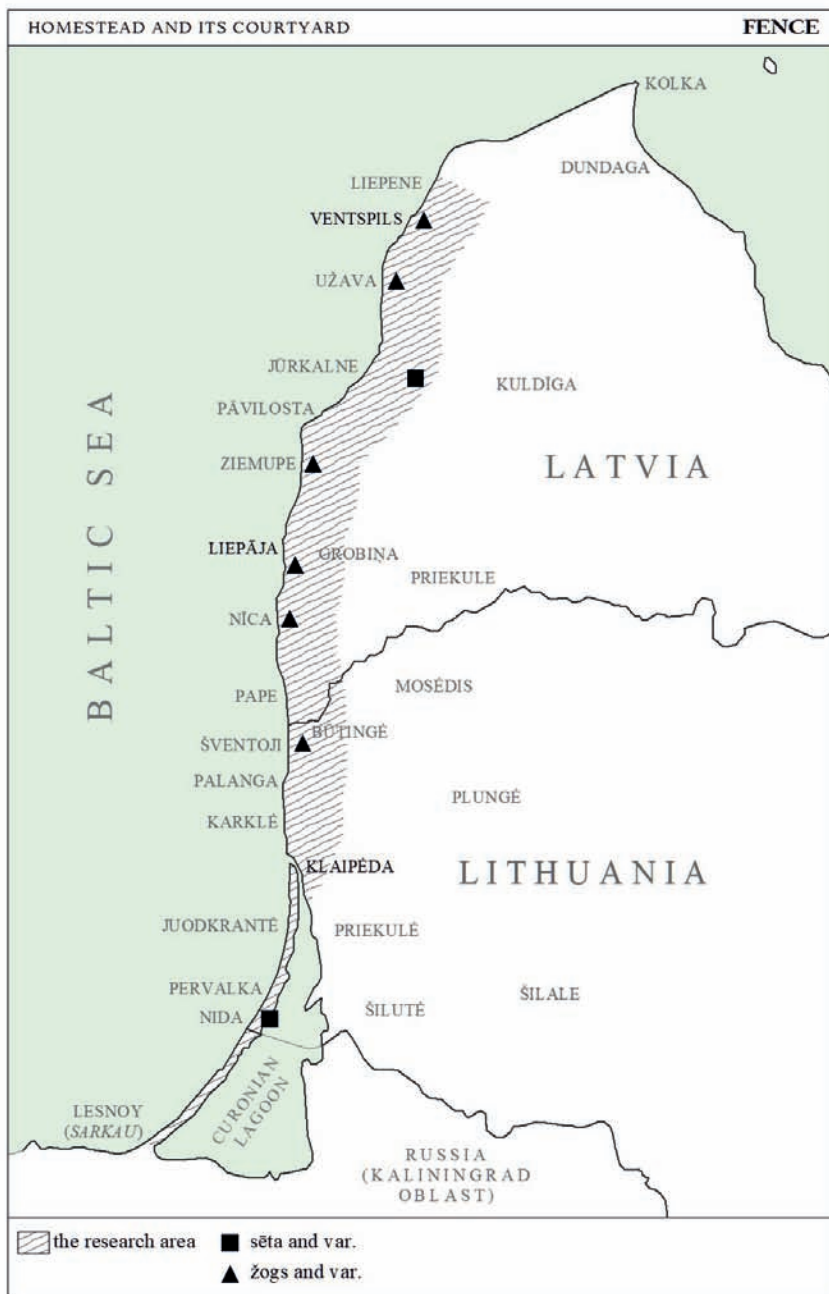 HOMESTEAD AND ITS COURTYARD
FENCE
KOLKA
DUNDAGA
LIEPENE
VENTSPILS
UŽAVA
JŪRKALNE
KULDĪGA
PĀVILOSTA
ZIEMUPE
LATVIA
BALTIC SEA
LIEPĀJA
GROBIŅA
PRIEKULE
NĪCA
MOSĖDIS
PAPE
BŪTINGĖ
ŠVENTOJI
PALANGA
PLUNGĖ
KARKLĖ
KLAIPĖDA
LITHUANIA
JUODKRANTĖ
PRIEKULĖ
PERVALKA
ŠILALE
NIDA
ŠILUTĖ
CURONIAN
LAGOON
LESNOY
(SARKAU)
RUSSIA
(KALININGRAD
OBLAST)
the research area
sēta and var.
žogs and var.